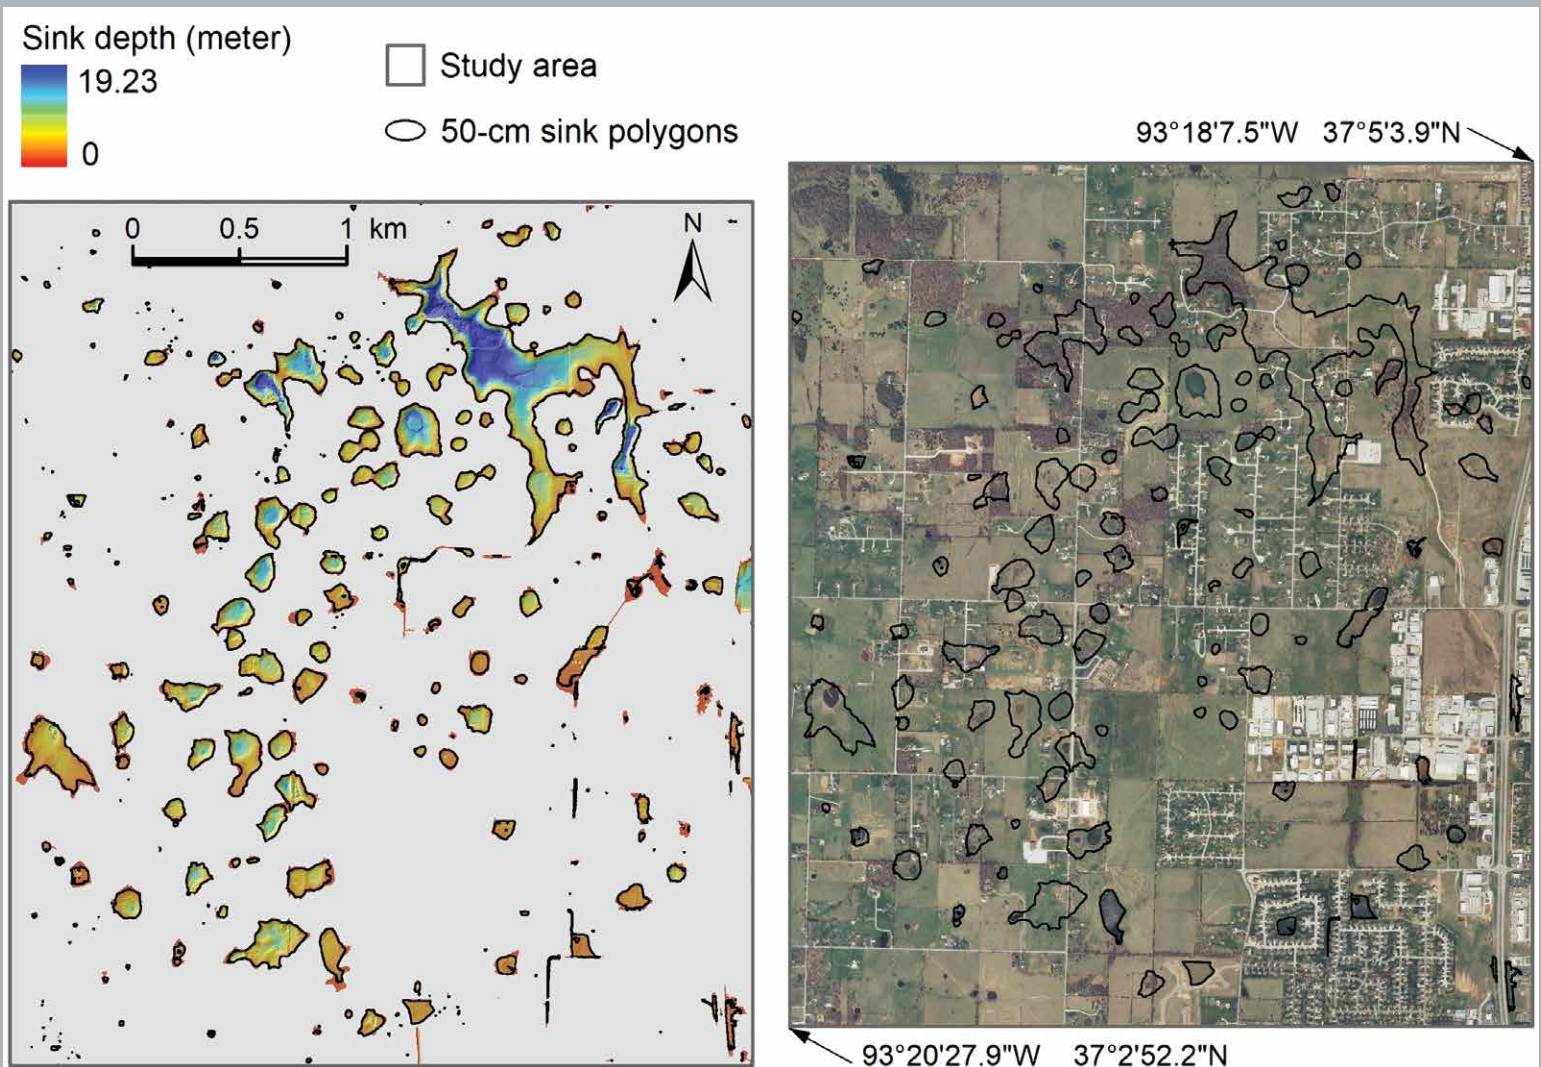 Sink depth (meter)
19.23
0
Study area
50-cm sink polygons
93°18'7.5"W 37°5'3.9"N
0 0.5 1 km
N
93°20'27.9"W 37°2'52.2"N